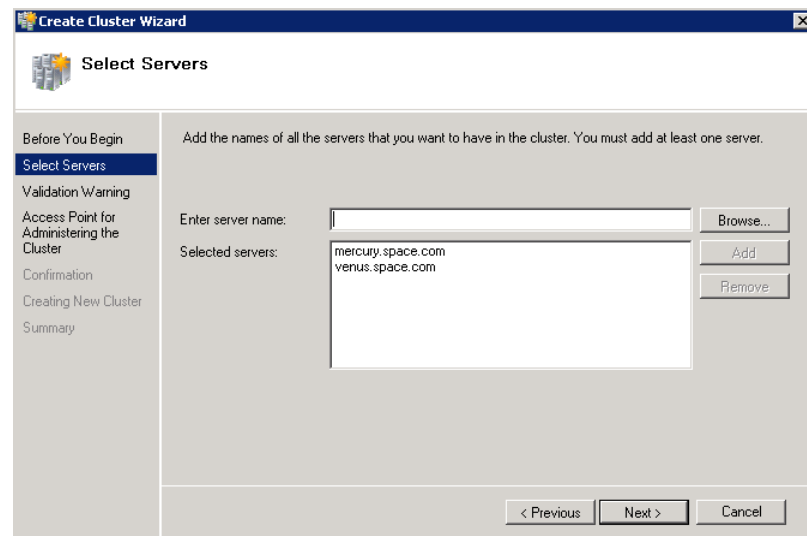 Create Cluster Wizard
Select Servers
Before You Begin
Select Servers
Validation Warning
Access Point for
Administering the
Cluster
Confirmation
Creating New Cluster
Summary
Add the names of all the servers that you want to have in the cluster. You must add at least one server.
Enter server name:
Browse...
Selected servers:
mercury.space.com
venus.space.com
Add
Remove
< Previous
Next >
Cancel